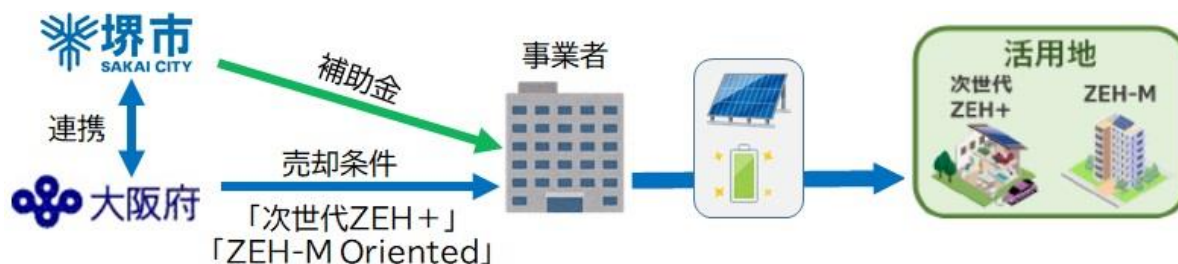 堺市
SAKAI CITY
連携
大阪府
補助金
売却条件
「次世代ZEH＋」
「ZEH-M Oriented」
事業者
活用地
次世代
ZEH+
ZEH-M